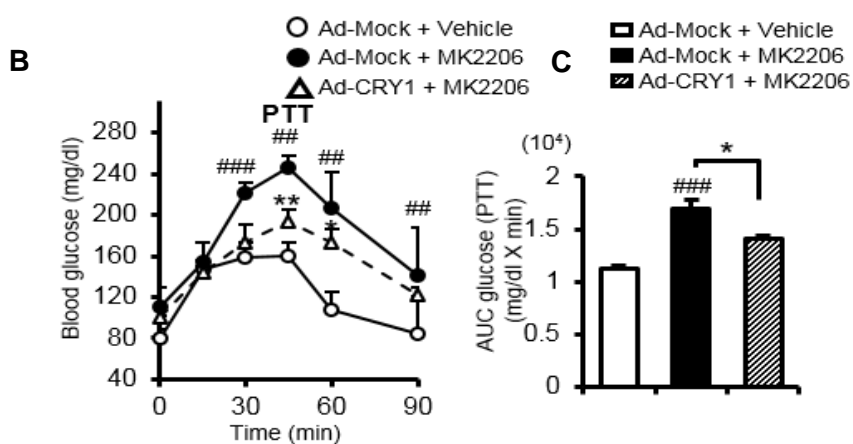 B
Ad-Mock + Vehicle
Ad-Mock + MK2206
Ad-CRY1 + MK2206
PTT
Blood glucose (mg/dl)
280
240
200
160
120
80
40
###
##
##
##
**
*
*
0
30
60
90
Time (min)
C
Ad-Mock + Vehicle
Ad-Mock + MK2206
Ad-CRY1 + MK2206
(10⁴)
AUC glucose (PTT)
(mg/dl X min)
2
1.5
1
0.5
0
###
*